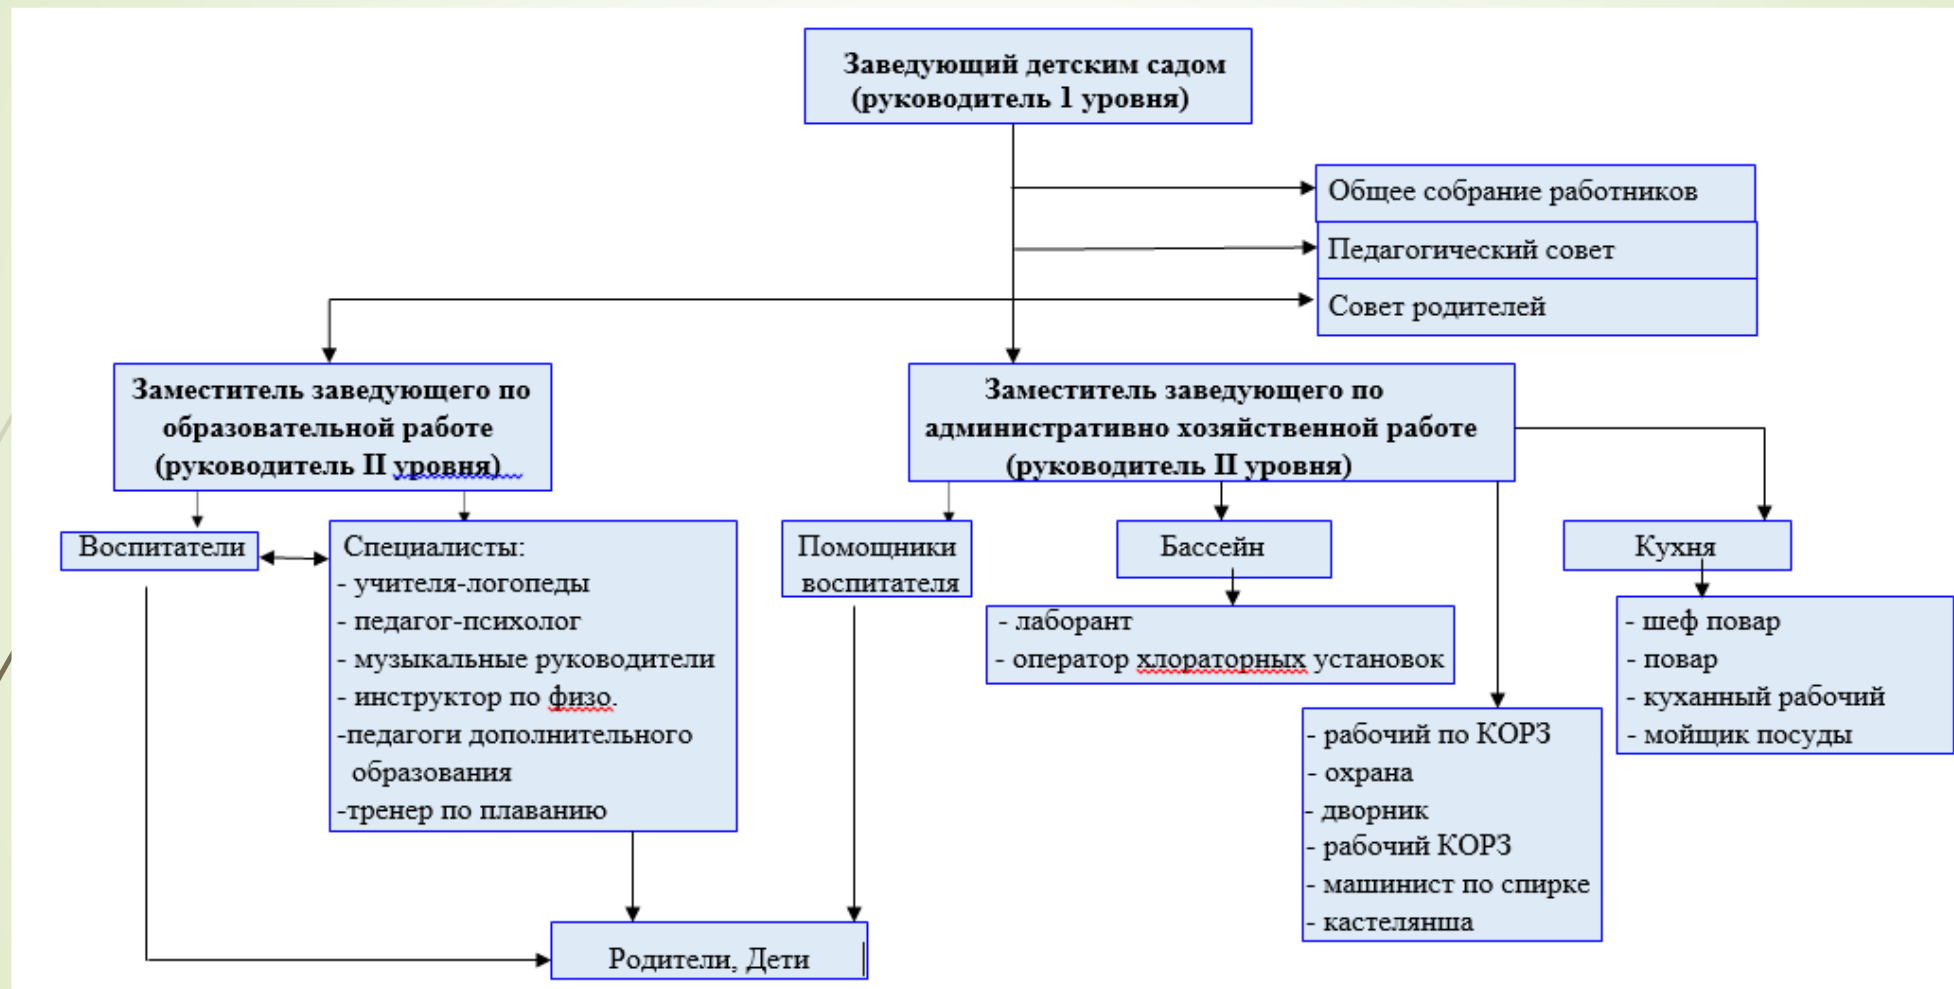 Заведующий детским садом
(руководитель 1 уровня)
Общее собрание работников
Педагогический совет
Совет родителей
Заместитель заведующего по
образовательной работе
(руководитель II уровня)
Заместитель заведующего по
административно хозяйственной работе
(руководитель II уровня)
Воспитатели
Специалисты:
- учителя-логопеды
- педагог-психолог
- музыкальные руководители
- инструктор по физо.
-педагоги дополнительного
образования
-тренер по плаванию
Помощники
воспитателя
Бассейн
- лаборант
- оператор хлораторных установок
- рабочий по КОРЗ
- охрана
- дворник
- рабочий КОРЗ
- машинист по спирке
- кастелянша
Кухня
- шеф повар
- повар
- куханный рабочий
- мойщик посуды
Родители, Дети